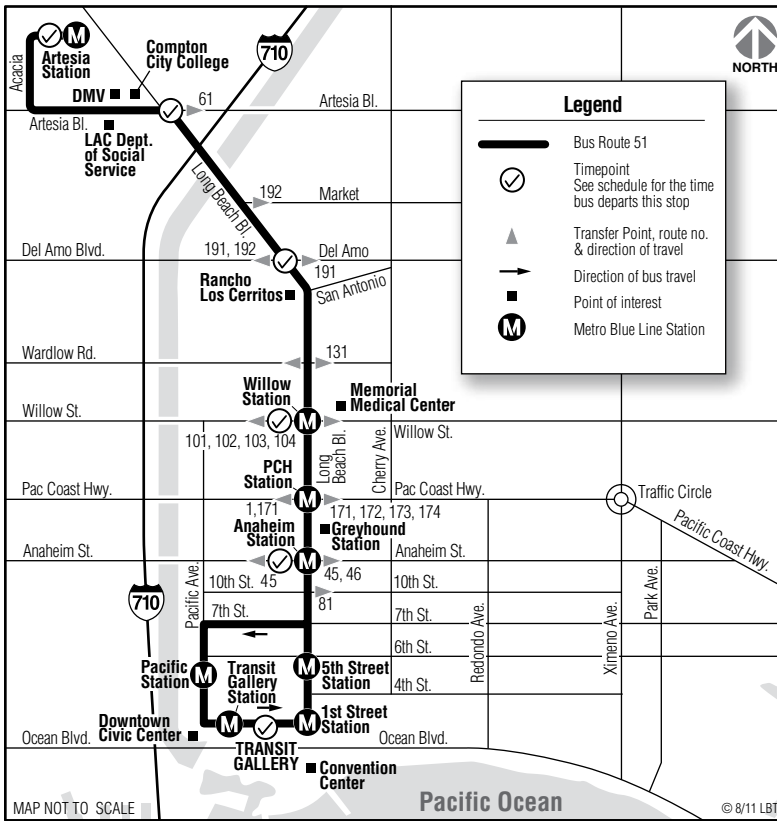 710
NORTH
Acacia
M
Artesia
Station
Compton
City College
DMV
61
Artesia Bl.
Artesia Bl.
LAC Dept.
of Social
Service
Long Beach Bl.
192
Market
Del Amo Blvd.
191, 192
Del Amo
191
Rancho
Los Cerritos
San Antonio
Wardlow Rd.
131
Willow
Station
M
Memorial
Medical Center
Willow St.
Willow St.
101, 102, 103, 104
Long
Beach Bl.
Cherry Ave.
PCH
Station
M
Pac Coast Hwy.
Pac Coast Hwy.
Traffic Circle
1,171
171, 172, 173, 174
Pacific Coast Hwy.
Anaheim
Station
Greyhound
Station
M
Anaheim St.
Anaheim St.
45, 46
10th St.
45
10th St.
81
710
Pacific Ave.
7th St.
7th St.
6th St.
Redondo Ave.
Ximeno Ave.
Park Ave.
Pacific
Station
M
Transit
Gallery
Station
M
M
5th Street
Station
4th St.
M
1st Street
Station
Downtown
Civic Center
TRANSIT
GALLERY
Ocean Blvd.
Ocean Blvd.
Convention
Center
Pacific Ocean
MAP NOT TO SCALE
© 8/11 LBT
Legend
Bus Route 51
Timepoint
See schedule for the time
bus departs this stop
Transfer Point, route no.
& direction of travel
Direction of bus travel
Point of interest
M
Metro Blue Line Station